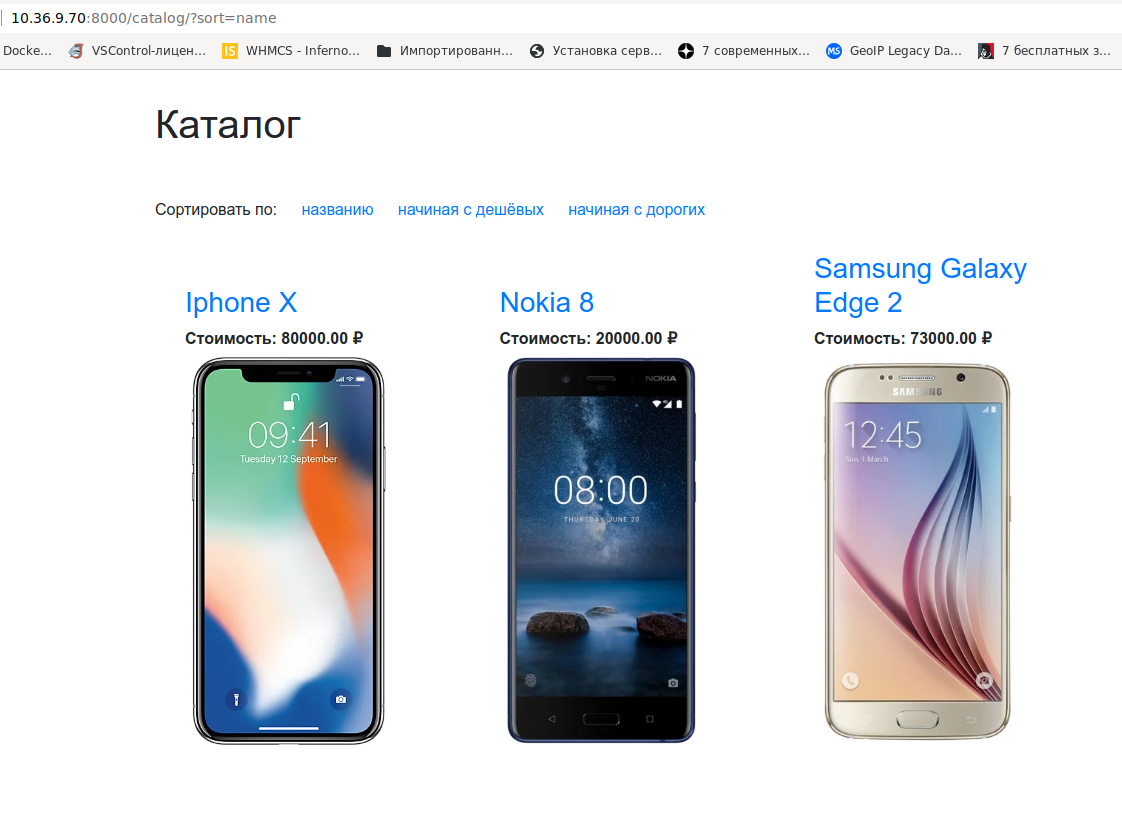 10.36.9.70:8000/catalog/?sort=name
Docke... VSControl-лицен... WHMCS - Inferno... Импортированн... Установка серв... 7 современных... GeoIP Legacy Da... 7 бесплатных з...
Каталог
Сортировать по: названию начиная с дешёвых начиная с дорогих
Iphone X
Стоимость: 80000.00 ₽
09:41
Tuesday 12 September
Nokia 8
Стоимость: 20000.00 ₽
NOKIA
08:00
THURSDAY, JUNE 20
Samsung Galaxy
Edge 2
Стоимость: 73000.00 ₽
SAMSUNG
12:45
Sun, 1 March